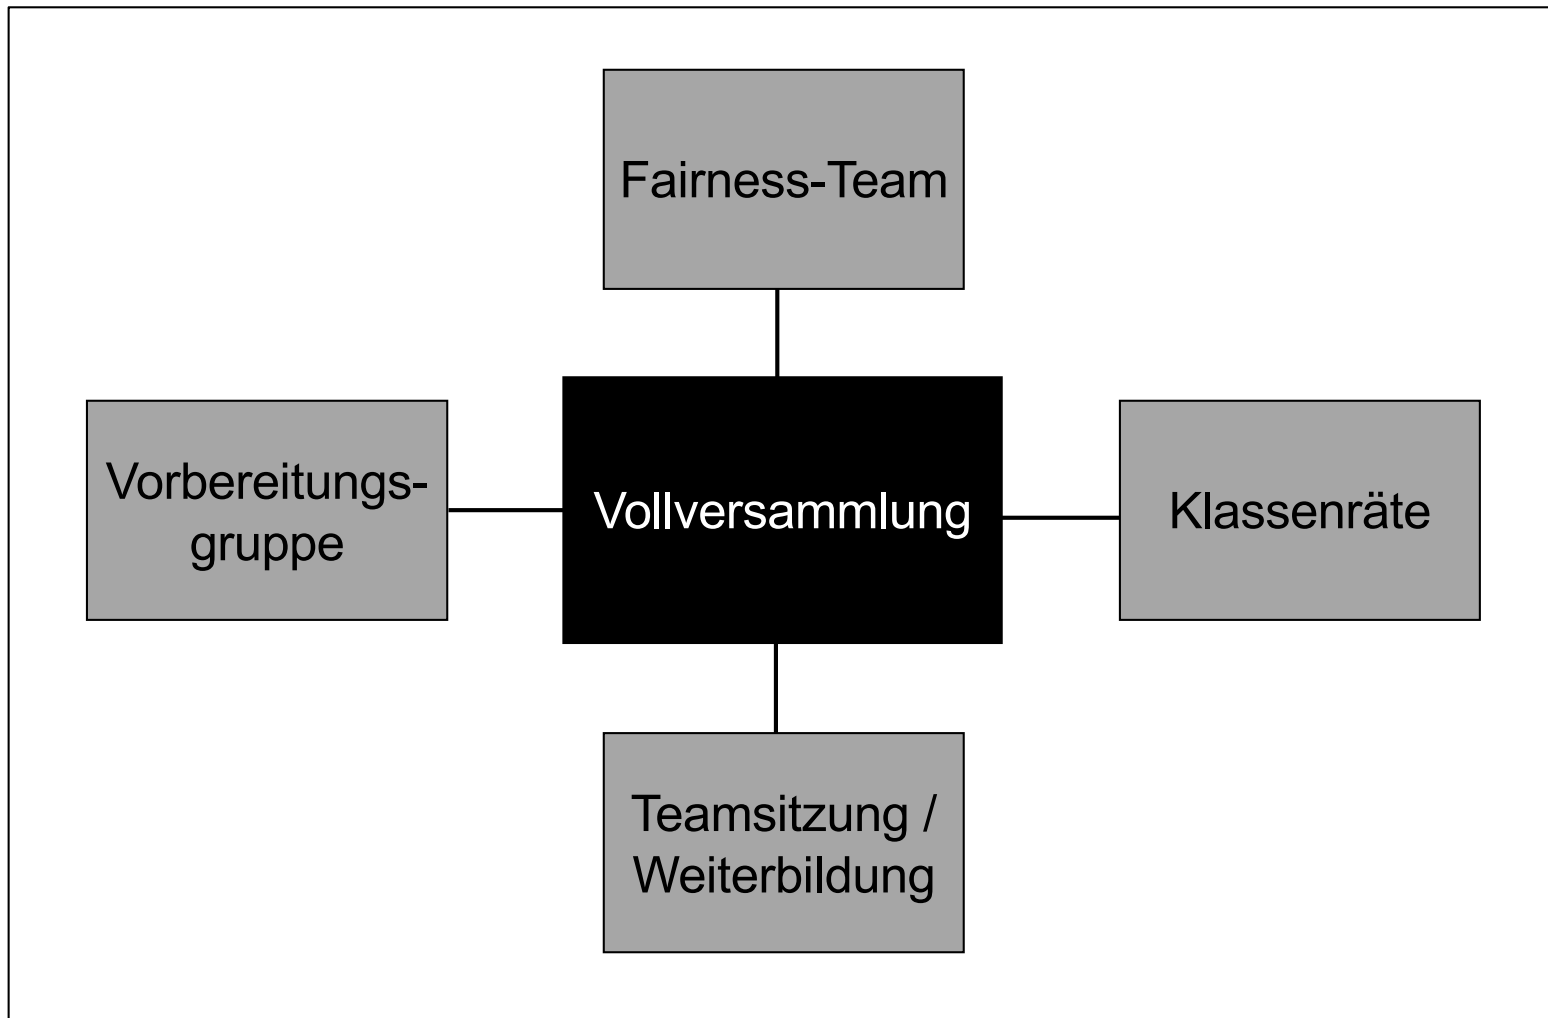 Fairness-Team
Vorbereitungs-
gruppe
Vollversammlung
Klassenräte
Teamsitzung /
Weiterbildung